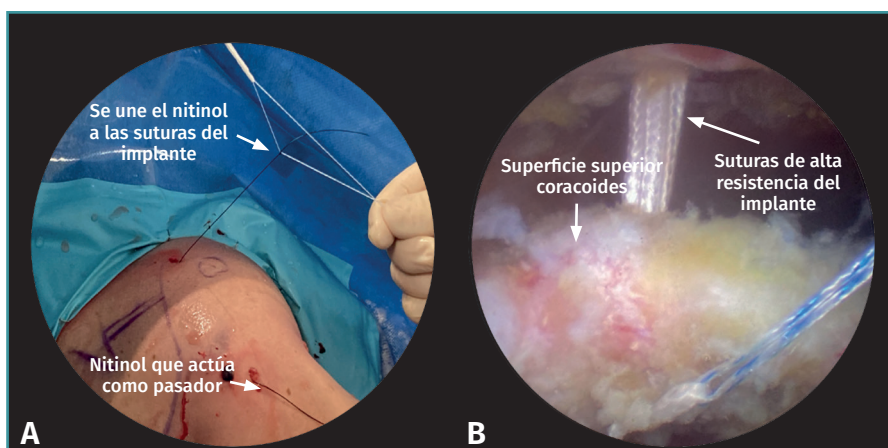 Se une el nitinol
a las suturas del
implante
Nitinol que actúa
como pasador
A
Superficie superior
coracoides
Suturas de alta
resistencia del
implante
B